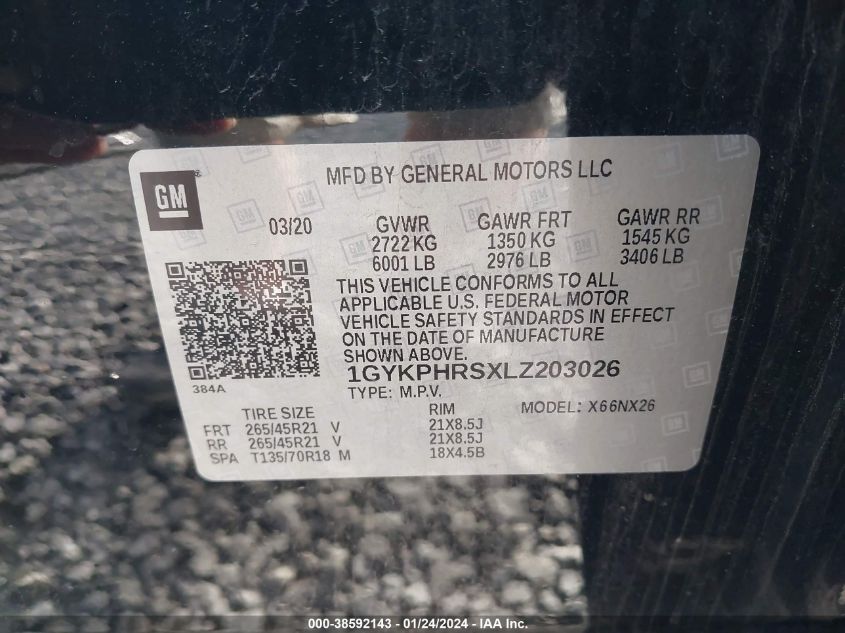 MFD BY GENERAL MOTORS LLC
GM
®
03/20 GVWR GAWR FRT GAWR RR
2722 KG 1350 KG 1545 KG
6001 LB 2976 LB 3406 LB
THIS VEHICLE CONFORMS TO ALL
APPLICABLE U.S. FEDERAL MOTOR
VEHICLE SAFETY STANDARDS IN EFFECT
ON THE DATE OF MANUFACTURE
SHOWN ABOVE.
1GYKPHRSXLZ203026
384A
TYPE: M.P.V. MODEL: X66NX26
TIRE SIZE RIM
FRT 265/45R21 V 21X8.5J
RR 265/45R21 V 21X8.5J
SPA T135/70R18 M 18X4.5B
000-38592143 - 01/24/2024 - IAA Inc.